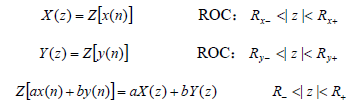 X(z) = Z[x(n)] ROC： R_{x-} <|z|< R_{x+}
Y(z) = Z[y(n)] ROC： R_{y-} <|z|< R_{y+}
Z[ax(n)+by(n)] = aX(z)+bY(z) R_- <|z|< R_+